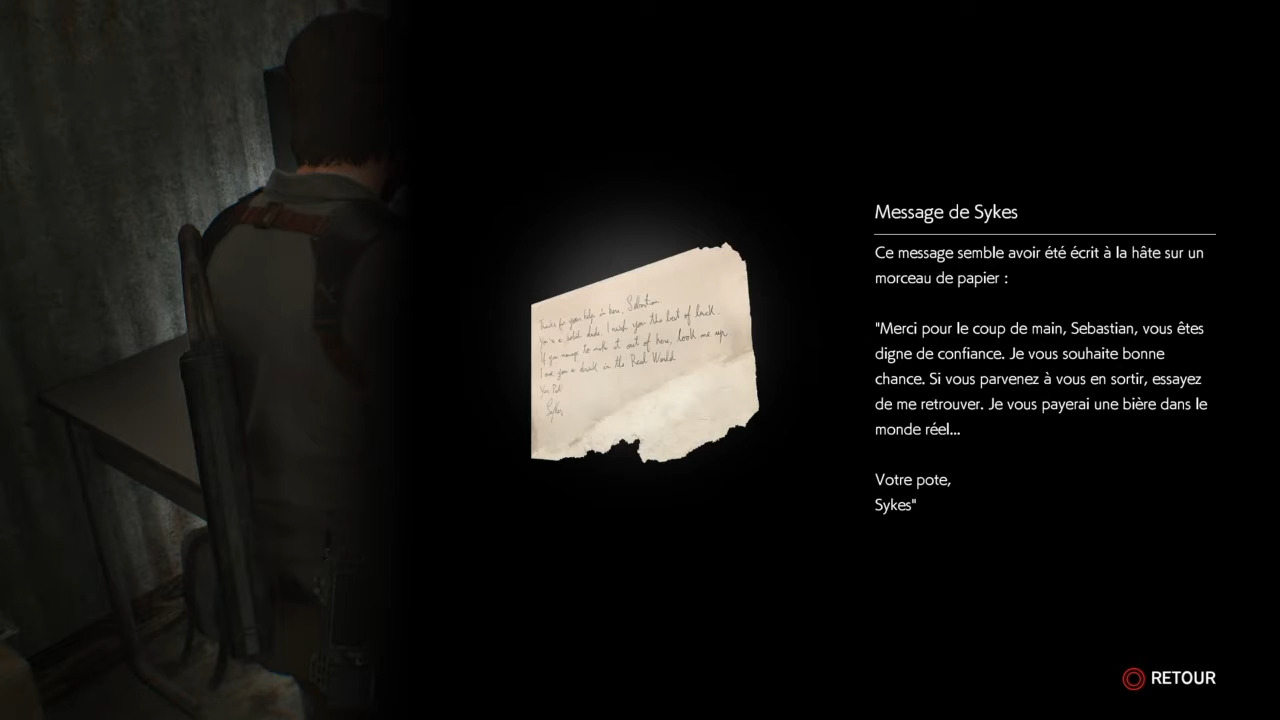 Thanks for your help in here, Sebastian.
You're a solid dude. I wish you the best of luck.
If you manage to make it out of here, look me up.
I owe you a drink in the Real World
Your Pal
Sykes
Message de Sykes
Ce message semble avoir été écrit à la hâte sur un
morceau de papier :
"Merci pour le coup de main, Sebastian, vous êtes
digne de confiance. Je vous souhaite bonne
chance. Si vous parvenez à vous en sortir, essayez
de me retrouver. Je vous payerai une bière dans le
monde réel...
Votre pote,
Sykes"
RETOUR